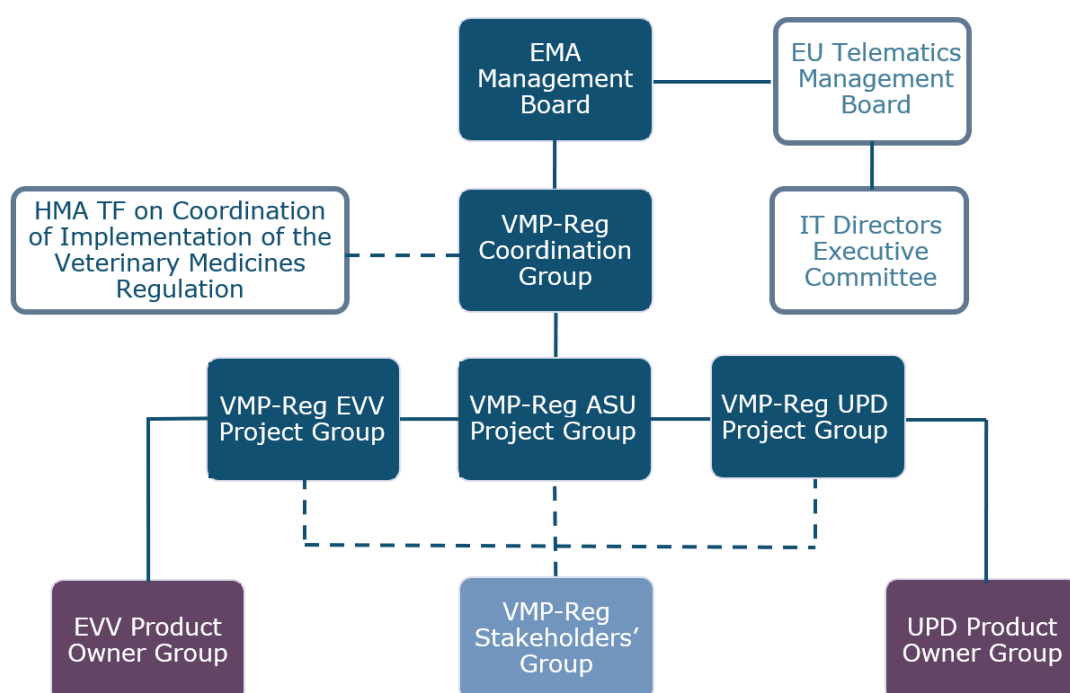 EMA
Management
Board
EU Telematics
Management
Board
HMA TF on Coordination
of Implementation of the
Veterinary Medicines
Regulation
VMP-Reg
Coordination
Group
IT Directors
Executive
Committee
VMP-Reg EVV
Project Group
VMP-Reg ASU
Project Group
VMP-Reg UPD
Project Group
EVV Product
Owner Group
VMP-Reg
Stakeholders’
Group
UPD Product
Owner Group